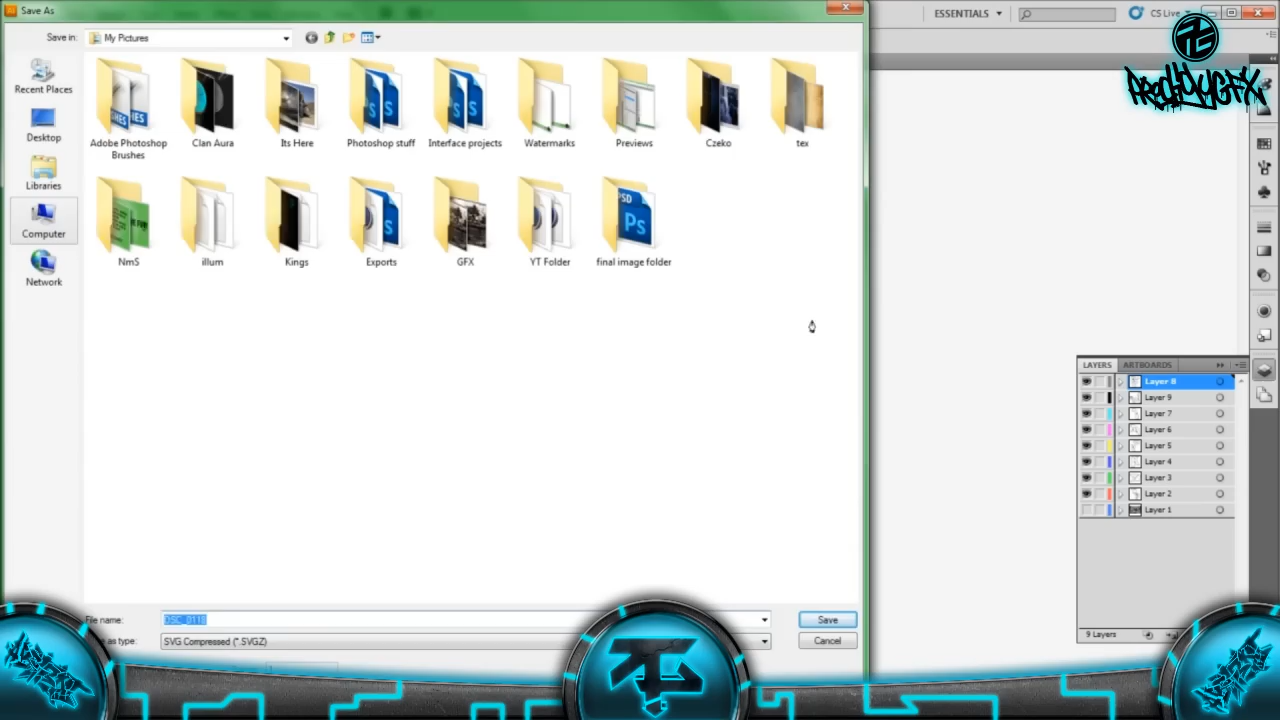 Save As
ESSENTIALS
CS Live
Save in:
My Pictures
Recent Places
Desktop
Libraries
Computer
Network
Adobe Photoshop
Brushes
Clan Aura
Its Here
Photoshop stuff
Interface projects
Watermarks
Previews
Czeko
tex
NmS
illum
Kings
Exports
GFX
YT Folder
final image folder
LAYERS
ARTBOARDS
Layer 8
Layer 9
Layer 7
Layer 6
Layer 5
Layer 4
Layer 3
Layer 2
Layer 1
9 Layers
File name:
DSC_0118
Save
as type:
SVG Compressed (*.SVGZ)
Cancel